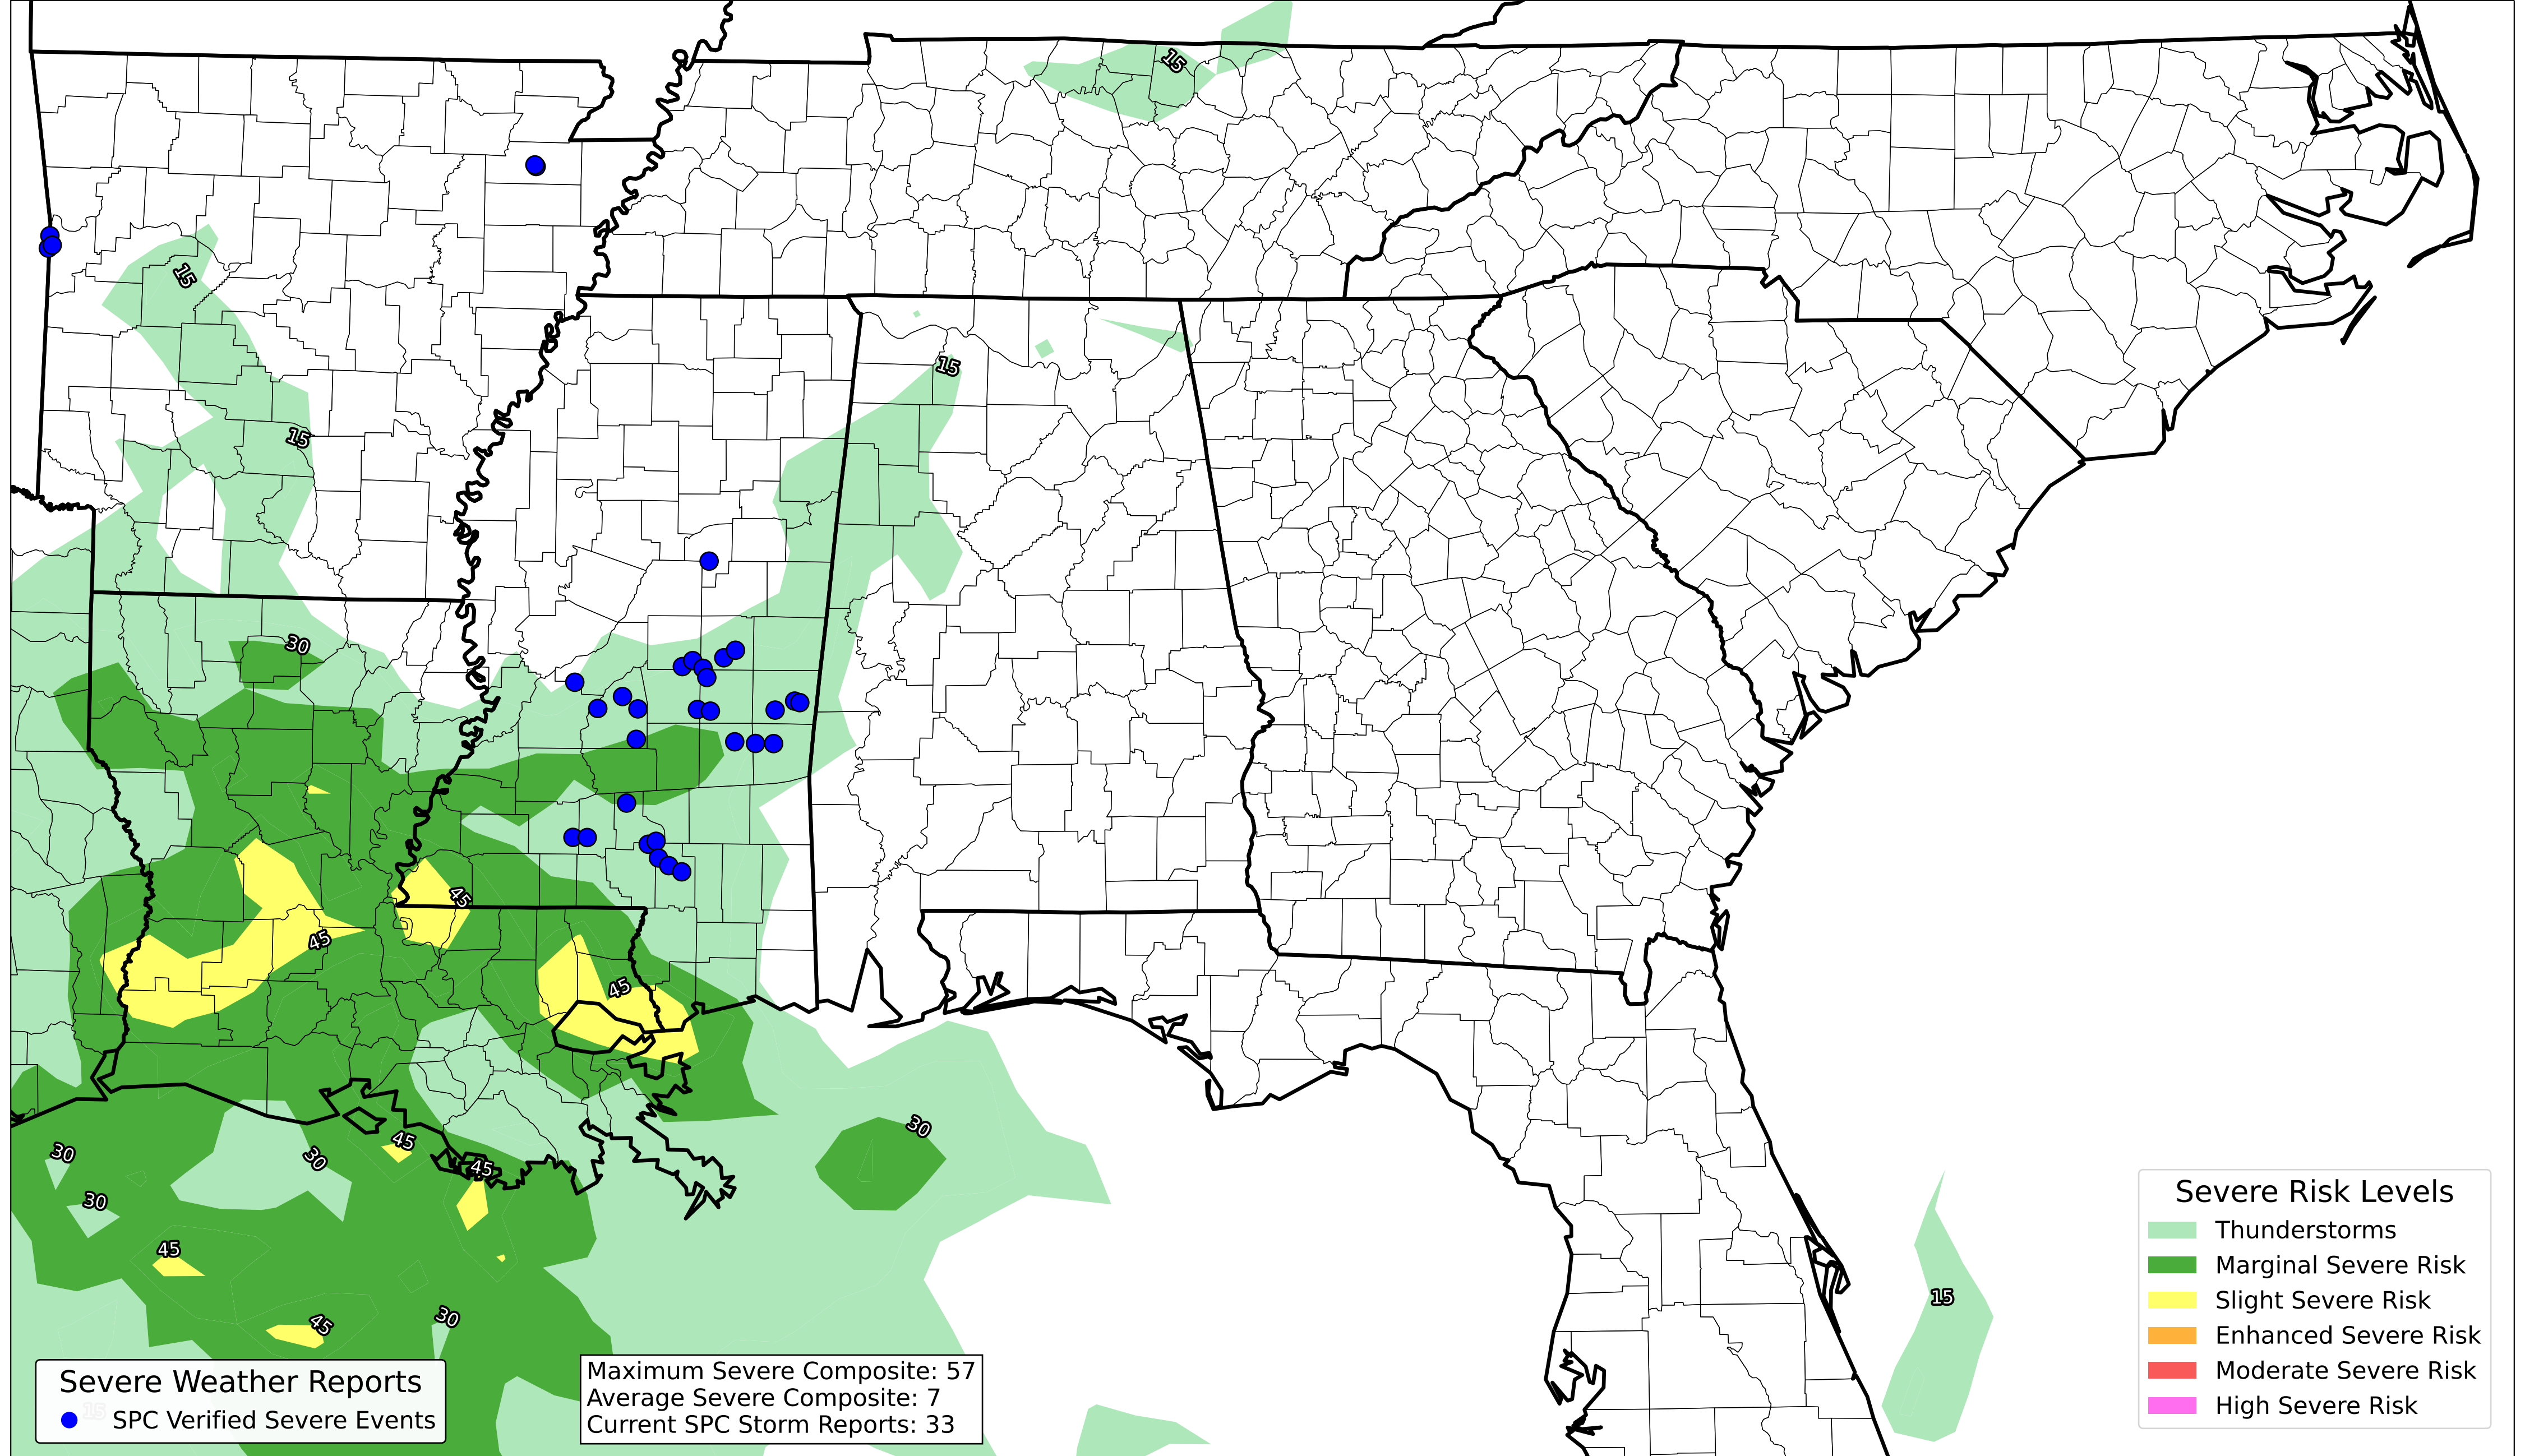 15
15
15
15
30
45
45
45
30
45
30
30
45
30
45
15
30
45
15
Severe Risk Levels
Thunderstorms
Marginal Severe Risk
Slight Severe Risk
Enhanced Severe Risk
Moderate Severe Risk
High Severe Risk
Severe Weather Reports
SPC Verified Severe Events
Maximum Severe Composite: 57
Average Severe Composite: 7
Current SPC Storm Reports: 33